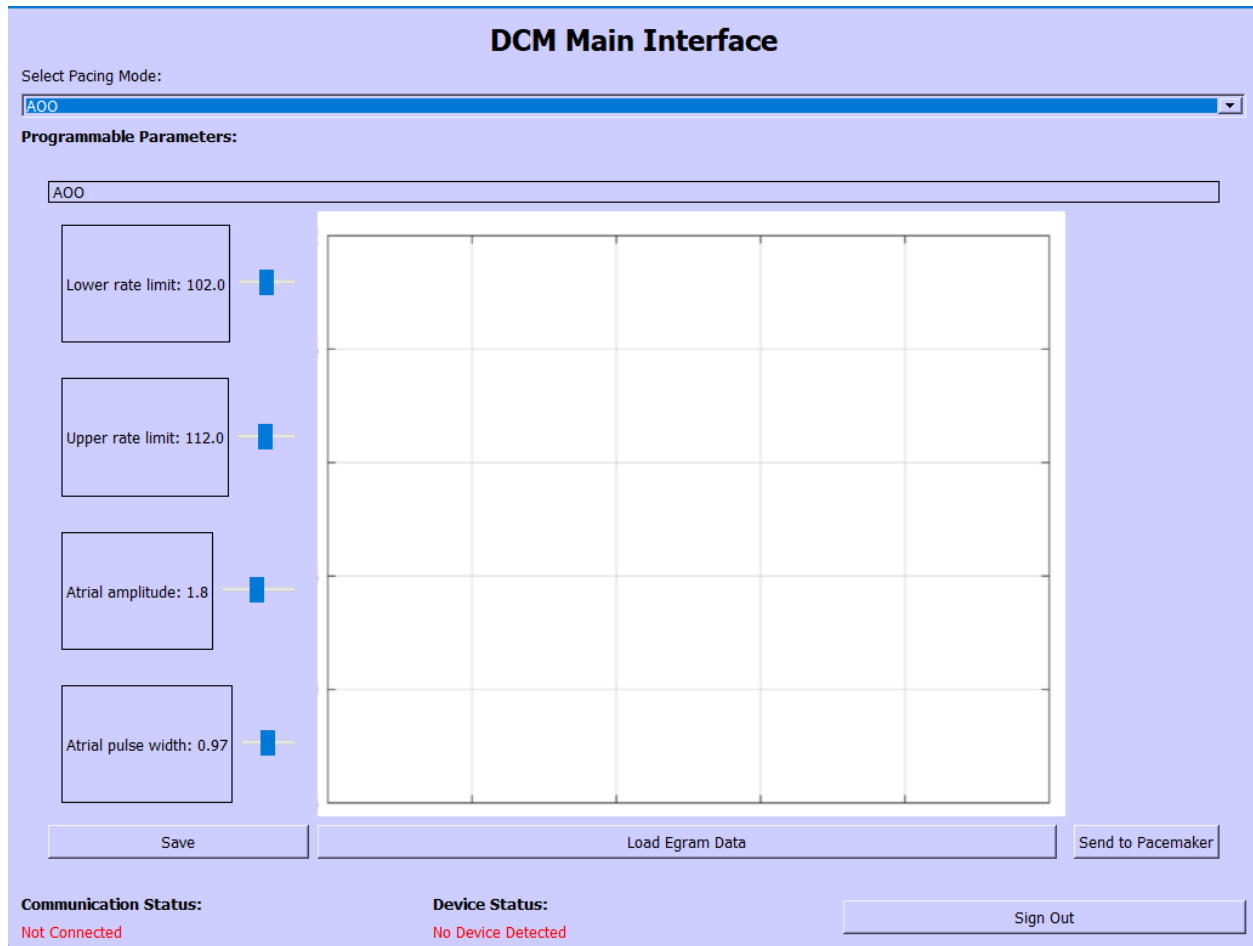 DCM Main Interface
Select Pacing Mode:
AOO
Programmable Parameters:
AOO
Lower rate limit: 102.0
Upper rate limit: 112.0
Atrial amplitude: 1.8
Atrial pulse width: 0.97
Save
Load Egram Data
Send to Pacemaker
Communication Status:
Not Connected
Device Status:
No Device Detected
Sign Out